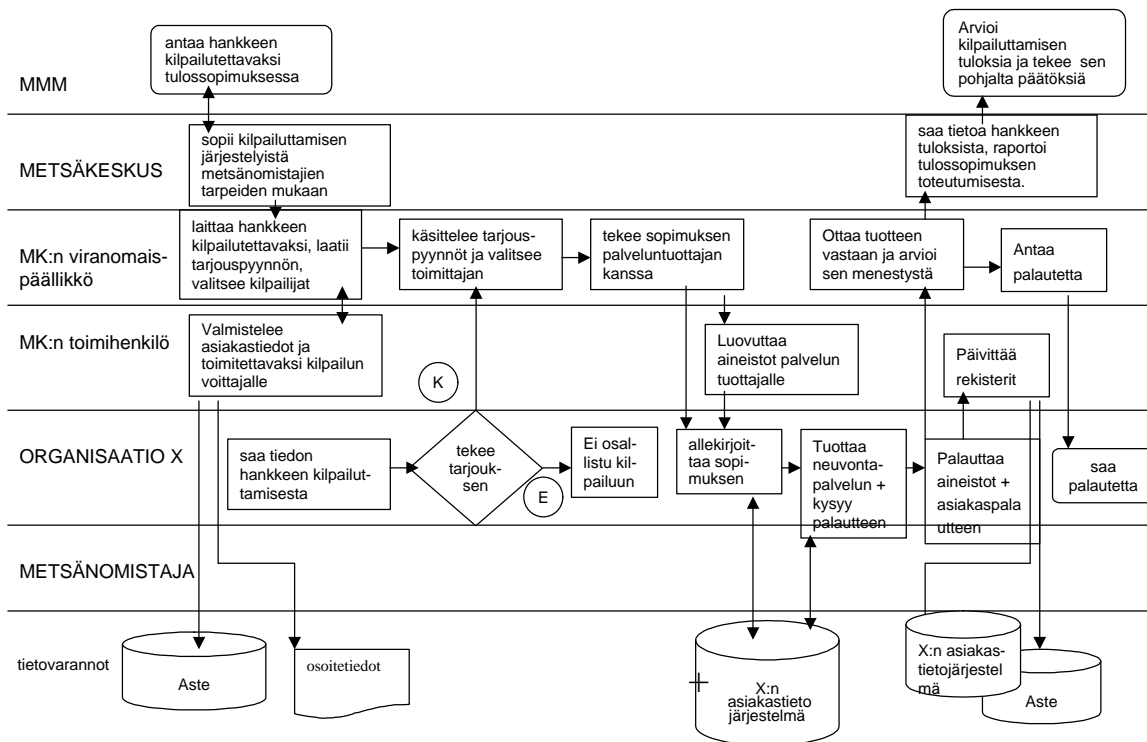 antaa hankkeen
kilpailutettavaksi
tulossopimuksessa
Arvioi
kilpailuttamisen
tuloksia ja tekee sen
pohjalta päätöksiä
MMM
METSÄKESKUS
sopii kilpailuttamisen
järjestelyistä
metsänomistajien
tarpeiden mukaan
saa tietoa hankkeen
tuloksista, raportoi
tulossopimuksen
toteutumisesta.
MK:n viranomais-
päällikkö
laittaa hankkeen
kilpailutettavaksi, laatii
tarjouspyynnön,
valitsee kilpailijat
käsittelee tarjous-
pyynnöt ja valitsee
toimittajan
tekee sopimuksen
palveluntuottajan
kanssa
Ottaa tuotteen
vastaan ja arvioi
sen menestystä
Antaa
palautetta
MK:n toimihenkilö
Valmistelee
asiakastiedot ja
toimitettavaksi kilpailun
voittajalle
K
Luovuttaa
aineistot palvelun
tuottajalle
Päivittää
rekisterit
ORGANISAATIO X
saa tiedon
hankkeen kilpailut-
tamisesta
tekee
tarjouk-
sen
E
Ei osal-
listu kil-
pailuun
allekirjoit-
taa sopi-
muksen
Tuottaa
neuvonta-
palvelun +
kysyy
palautteen
Palauttaa
aineistot +
asiakaspala
utteen
saa
palautetta
METSÄNOMISTAJA
tietovarannot
Aste
osoitetiedot
X:n
asiakastieto
järjestelmä
X:n asiakas-
tietojärjestel
mä
Aste